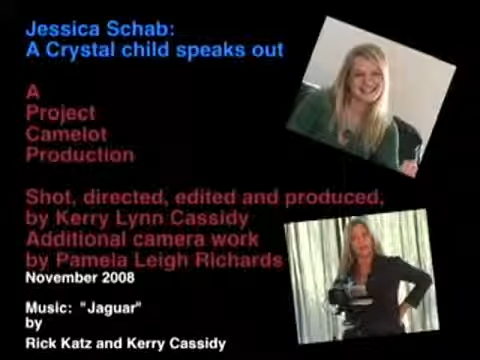 Jessica Schab:
A Crystal child speaks out
A
Project
Camelot
Production
Shot, directed, edited and produced,
by Kerry Lynn Cassidy
Additional camera work
by Pamela Leigh Richards
November 2008
Music: "Jaguar"
by
Rick Katz and Kerry Cassidy